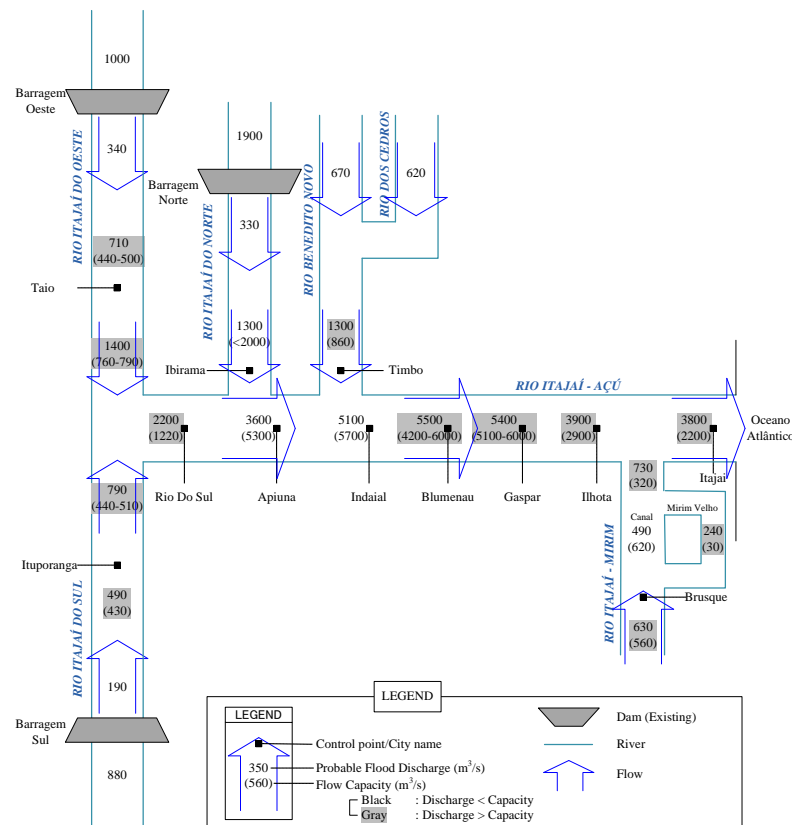 1000
Barragem
Oeste
340
RIO ITAJAÍ DO OESTE
710
(440-500)
Taio
1400
(760-790)
1900
Barragem
Norte
330
RIO ITAJAÍ DO NORTE
1300
(<2000)
Ibirama
RIO BENEDITO NOVO
670
RIO DOS CEDROS
620
1300
(860)
Timbo
RIO ITAJAÍ - AÇÚ
2200
(1220)
Rio Do Sul
3600
(5300)
Apiuna
5100
(5700)
Indaial
5500
(4200-6000)
Blumenau
5400
(5100-6000)
Gaspar
3900
(2900)
Ilhota
3800
(2200)
Itajai
Oceano
Atlântico
790
(440-510)
Ituporanga
490
(430)
RIO ITAJAÍ DO SUL
190
Barragem
Sul
880
730
(320)
Canal
490
(620)
Mirim Velho
240
(30)
RIO ITAJAÍ - MIRIM
Brusque
630
(560)
LEGEND
LEGEND
Control point/City name
350
Probable Flood Discharge (m³/s)
(560)
Flow Capacity (m³/s)
Black : Discharge < Capacity
Gray : Discharge > Capacity
Dam (Existing)
River
Flow